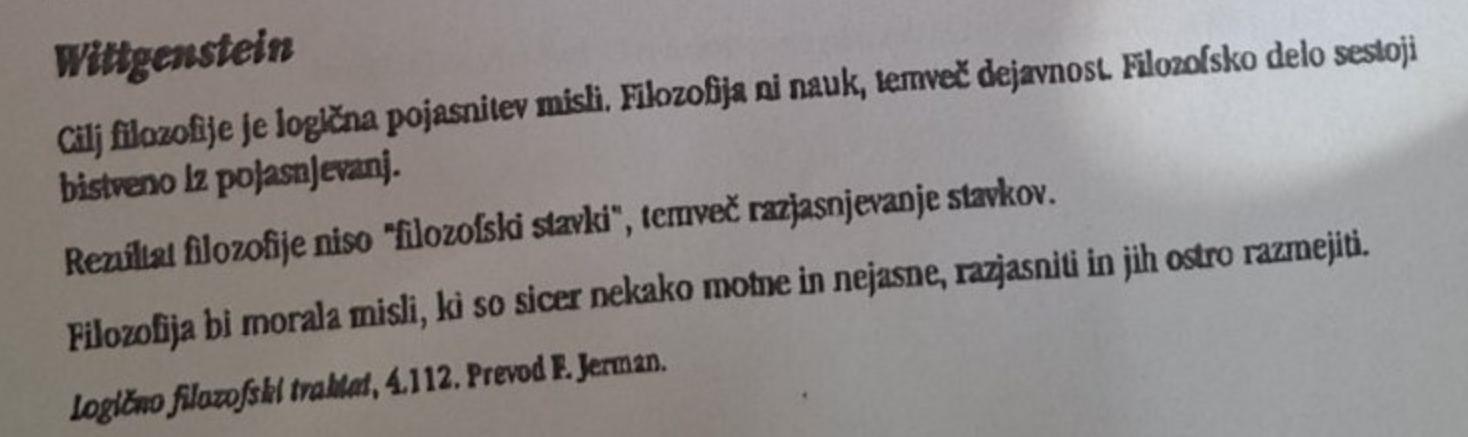 Wittgenstein
Cilj filozofije je logična pojasnitev misli. Filozofija ni nauk, temveč dejavnost. Filozofsko delo sestoji
bistveno iz pojasnjevanj.
Rezultat filozofije niso "filozofski stavki", temveč razjasnjevanje stavkov.
Filozofija bi morala misli, ki so sicer nekako motne in nejasne, razjasniti in jih ostro razmejiti.
Logično filozofski traktat, 4.112. Prevod F. Jerman.